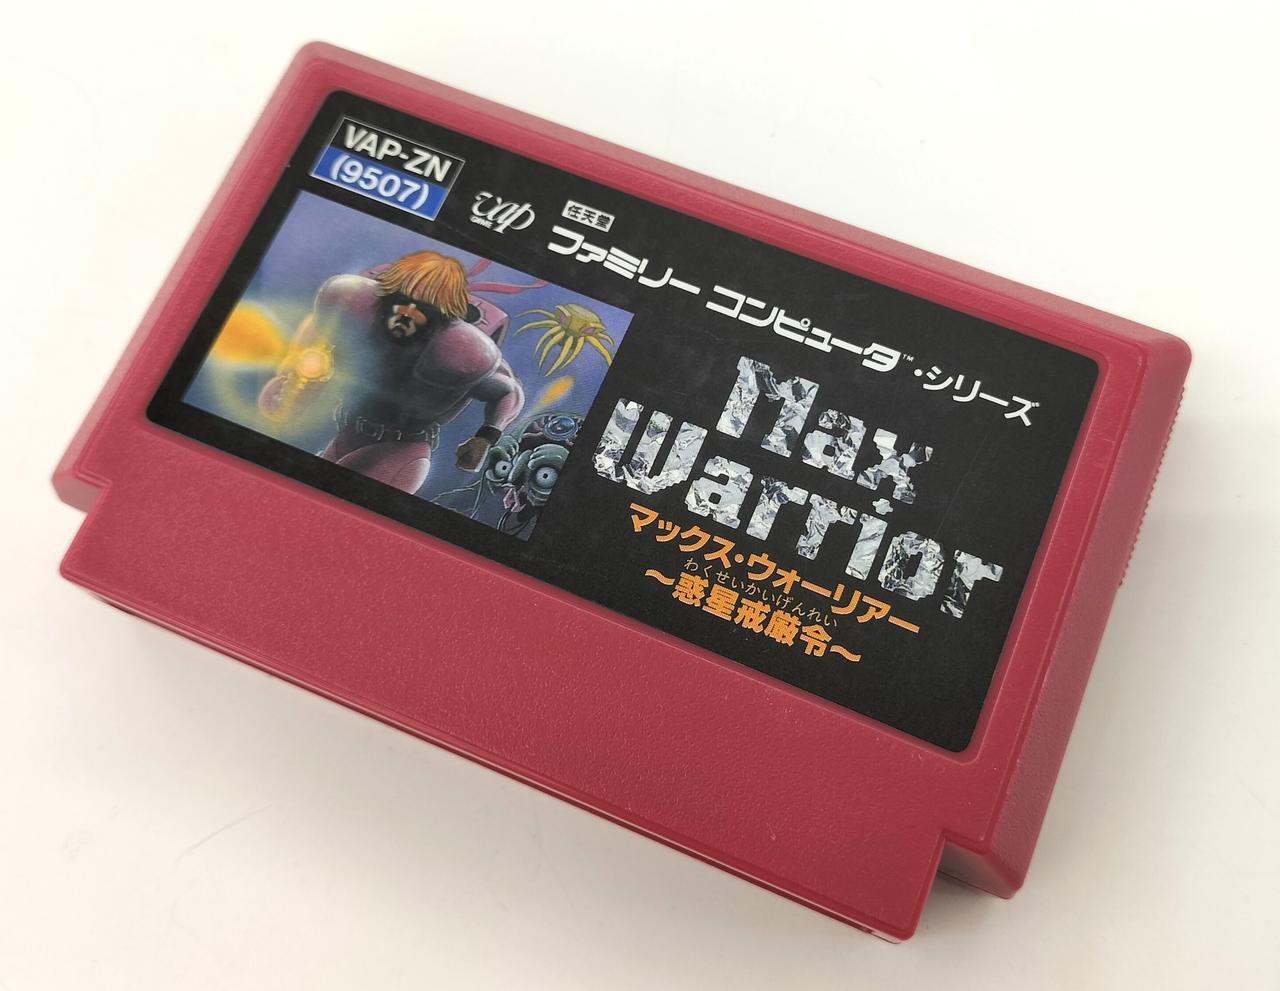 VAP-ZN
(9507)
vap
GAME
任天堂
ファミリー コンピュータ™・シリーズ
Max
Warrior
マックス・ウォーリアー
わくせいかいげんれい
〜惑星戒厳令〜